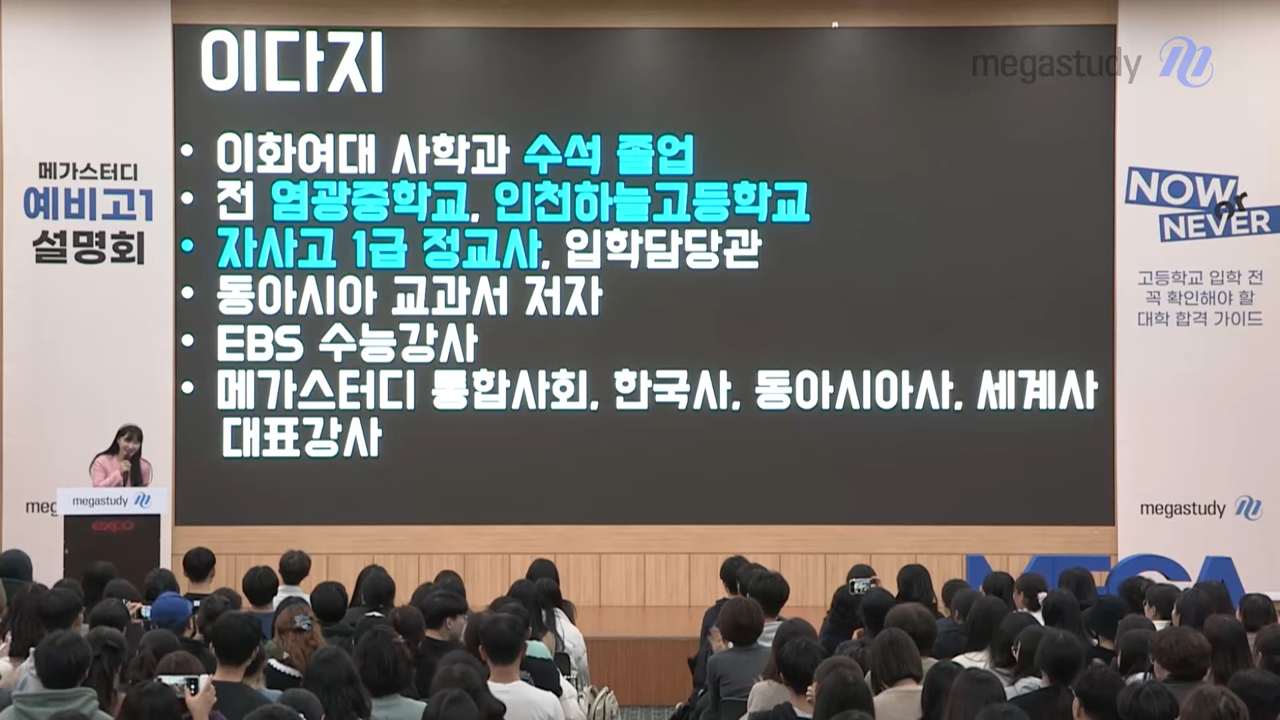 이다지
• 이화여대 사학과 수석 졸업
• 전 염광중학교, 인천하늘고등학교
• 자사고 1급 정교사, 입학담당관
• 동아시아 교과서 저자
• EBS 수능강사
• 메가스터디 통합사회, 한국사, 동아시아사, 세계사
대표강사
megastudy
메가스터디
예비고1
설명회
meg
megastudy
expo
NOW
or
NEVER
고등학교 입학 전
꼭 확인해야 할
대학 합격 가이드
megastudy
MEGA